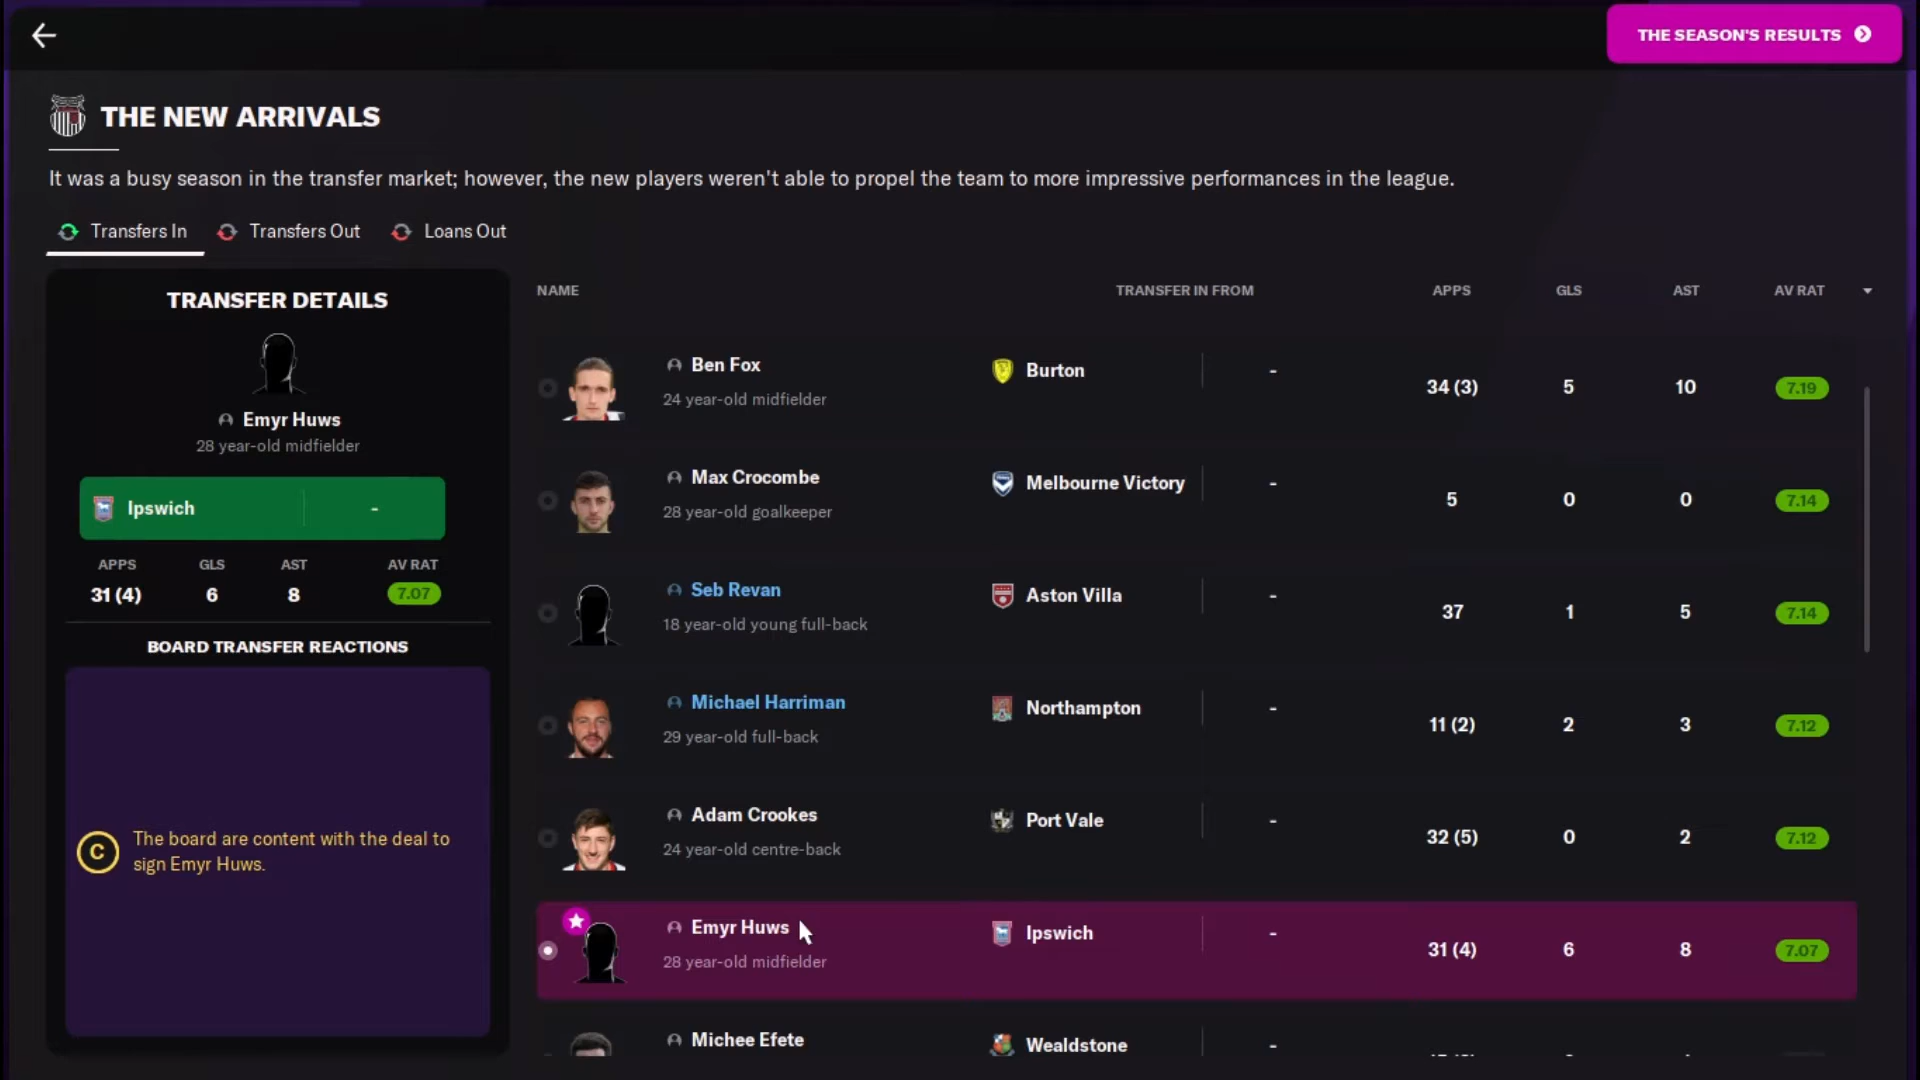 THE SEASON'S RESULTS
THE NEW ARRIVALS
It was a busy season in the transfer market; however, the new players weren't able to propel the team to more impressive performances in the league.
Transfers In Transfers Out Loans Out
TRANSFER DETAILS
Emyr Huws
28 year-old midfielder
Ipswich -
APPS GLS AST AV RAT
31 (4) 6 8 7.07
BOARD TRANSFER REACTIONS
C
The board are content with the deal to
sign Emyr Huws.
NAME TRANSFER IN FROM APPS GLS AST AV RAT
Ben Fox Burton - 34 (3) 5 10 7.19
24 year-old midfielder
Max Crocombe Melbourne Victory - 5 0 0 7.14
28 year-old goalkeeper
Seb Revan Aston Villa - 37 1 5 7.14
18 year-old young full-back
Michael Harriman Northampton - 11 (2) 2 3 7.12
29 year-old full-back
Adam Crookes Port Vale - 32 (5) 0 2 7.12
24 year-old centre-back
Emyr Huws Ipswich - 31 (4) 6 8 7.07
28 year-old midfielder
Michee Efete Wealdstone -